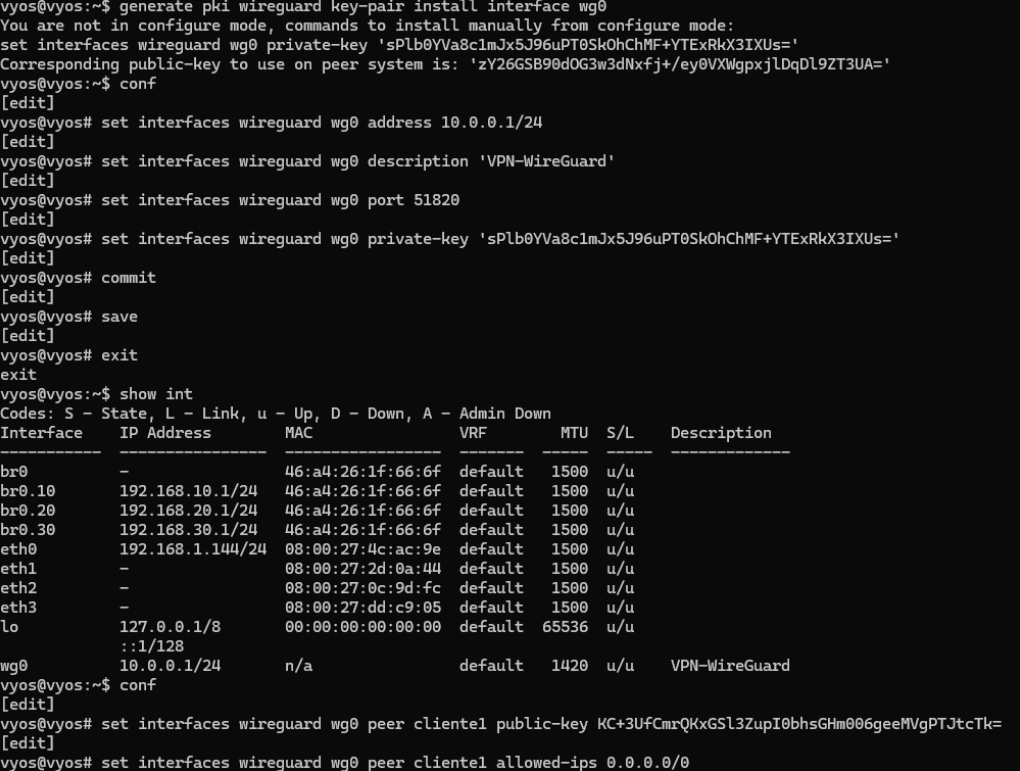 vyos@vyos:~$ generate pki wireguard key-pair install interface wg0
You are not in configure mode, commands to install manually from configure mode:
set interfaces wireguard wg0 private-key 'sPlb0YVa8c1mJx5J96uPT0SkOhChMF+YTExRkX3IXUs='
Corresponding public-key to use on peer system is: 'zY26GSB90dOG3w3dNxfj+/ey0VXWgpxjlDqDl9ZT3UA='
vyos@vyos:~$ conf
[edit]
vyos@vyos# set interfaces wireguard wg0 address 10.0.0.1/24
[edit]
vyos@vyos# set interfaces wireguard wg0 description 'VPN-WireGuard'
[edit]
vyos@vyos# set interfaces wireguard wg0 port 51820
[edit]
vyos@vyos# set interfaces wireguard wg0 private-key 'sPlb0YVa8c1mJx5J96uPT0SkOhChMF+YTExRkX3IXUs='
[edit]
vyos@vyos# commit
[edit]
vyos@vyos# save
[edit]
vyos@vyos# exit
exit
vyos@vyos:~$ show int
Codes: S - State, L - Link, u - Up, D - Down, A - Admin Down
Interface    IP Address        MAC                VRF        MTU  S/L    Description
-----------  ----------------  -----------------  -------  -----  -----  -------------
br0          -                 46:a4:26:1f:66:6f  default   1500  u/u
br0.10       192.168.10.1/24   46:a4:26:1f:66:6f  default   1500  u/u
br0.20       192.168.20.1/24   46:a4:26:1f:66:6f  default   1500  u/u
br0.30       192.168.30.1/24   46:a4:26:1f:66:6f  default   1500  u/u
eth0         192.168.1.144/24  08:00:27:4c:ac:9e  default   1500  u/u
eth1         -                 08:00:27:2d:0a:44  default   1500  u/u
eth2         -                 08:00:27:0c:9d:fc  default   1500  u/u
eth3         -                 08:00:27:dd:c9:05  default   1500  u/u
lo           127.0.0.1/8       00:00:00:00:00:00  default  65536  u/u
             ::1/128
wg0          10.0.0.1/24       n/a                default   1420  u/u    VPN-WireGuard
vyos@vyos:~$ conf
[edit]
vyos@vyos# set interfaces wireguard wg0 peer cliente1 public-key KC+3UfCmrQKxGSl3ZupI0bhsGHm006geeMVgPTJtcTk=
[edit]
vyos@vyos# set interfaces wireguard wg0 peer cliente1 allowed-ips 0.0.0.0/0